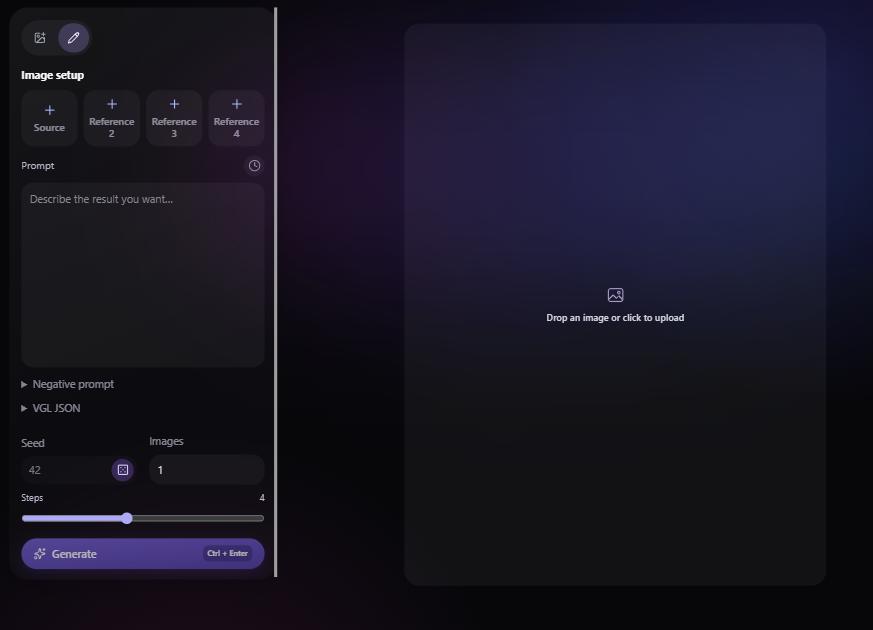 Image setup
Source
Reference
2
Reference
3
Reference
4
Prompt
Describe the result you want...
Negative prompt
VGL JSON
Seed
Images
42
1
Steps
4
Generate
Ctrl + Enter
Drop an image or click to upload